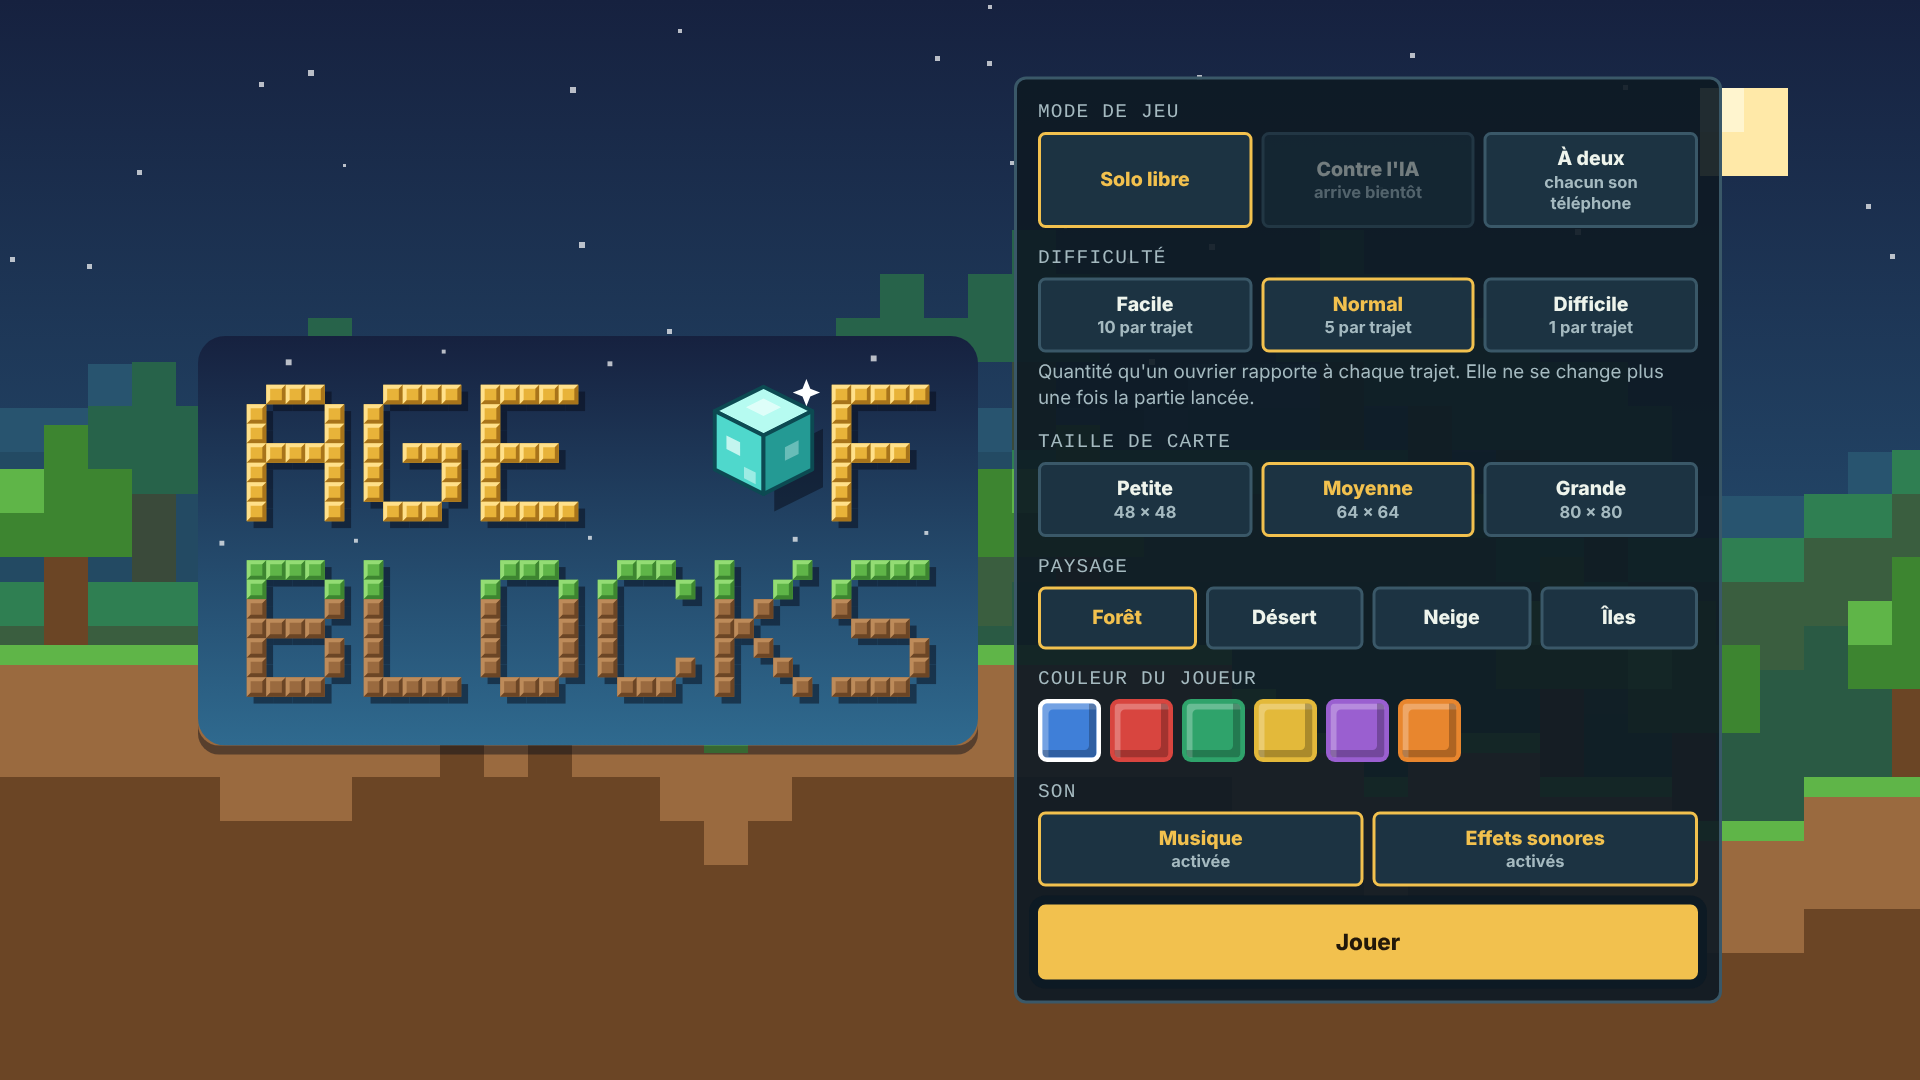 AGE OF
BLOCKS
MODE DE JEU
Solo libre
Contre l'IA
arrive bientôt
À deux
chacun son
téléphone
DIFFICULTÉ
Facile
10 par trajet
Normal
5 par trajet
Difficile
1 par trajet
Quantité qu'un ouvrier rapporte à chaque trajet. Elle ne se change plus
une fois la partie lancée.
TAILLE DE CARTE
Petite
48 × 48
Moyenne
64 × 64
Grande
80 × 80
PAYSAGE
Forêt
Désert
Neige
Îles
COULEUR DU JOUEUR
SON
Musique
activée
Effets sonores
activés
Jouer